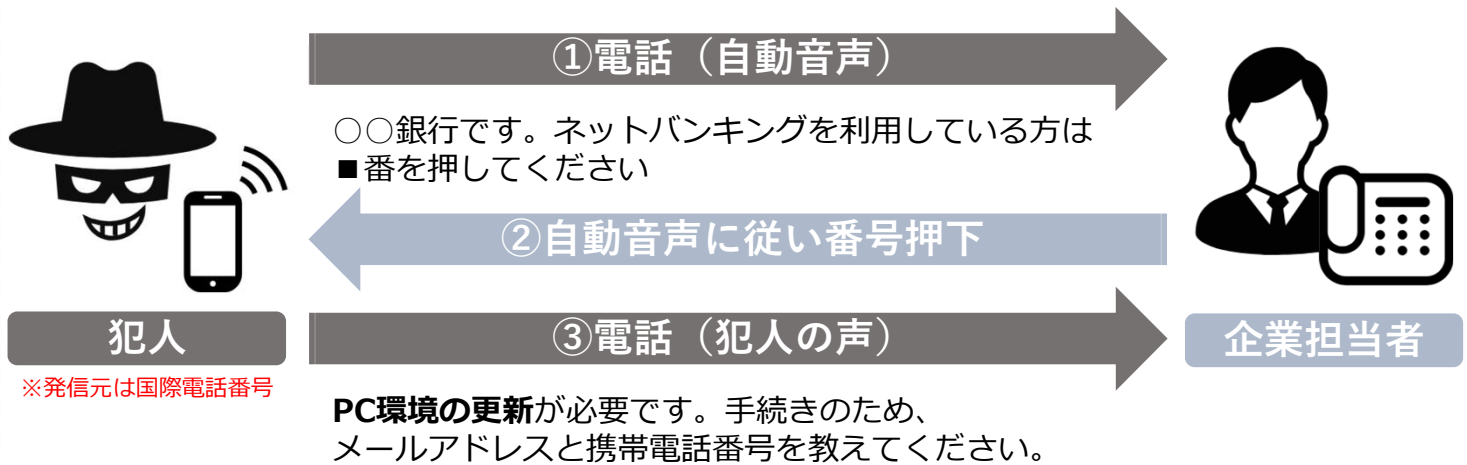 ①電話（自動音声）
○○銀行です。ネットバンキングを利用している方は
■番を押してください
②自動音声に従い番号押下
犯人
③電話（犯人の声）
企業担当者
※発信元は国際電話番号
PC環境の更新が必要です。手続きのため、
メールアドレスと携帯電話番号を教えてください。